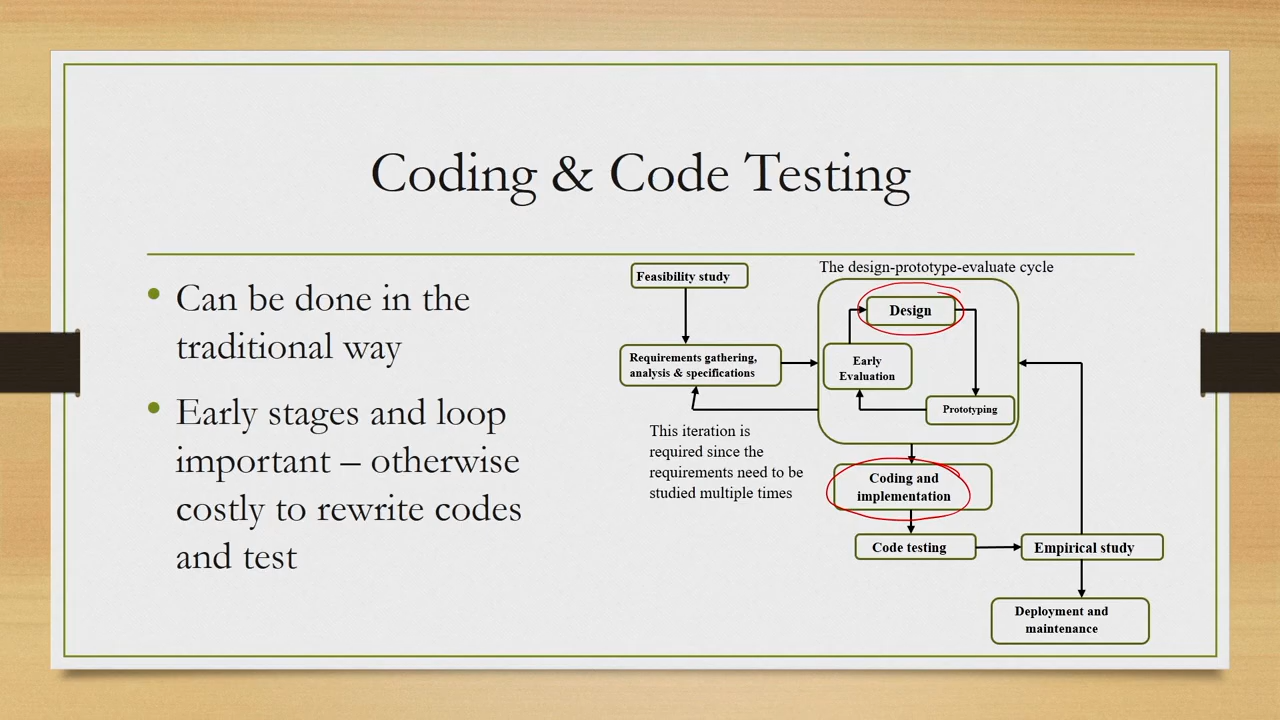 Coding & Code Testing
Can be done in the
traditional way
Early stages and loop
important – otherwise
costly to rewrite codes
and test
Feasibility study
The design-prototype-evaluate cycle
Design
Requirements gathering,
analysis & specifications
Early
Evaluation
Prototyping
This iteration is
required since the
requirements need to be
studied multiple times
Coding and
implementation
Code testing
Empirical study
Deployment and
maintenance